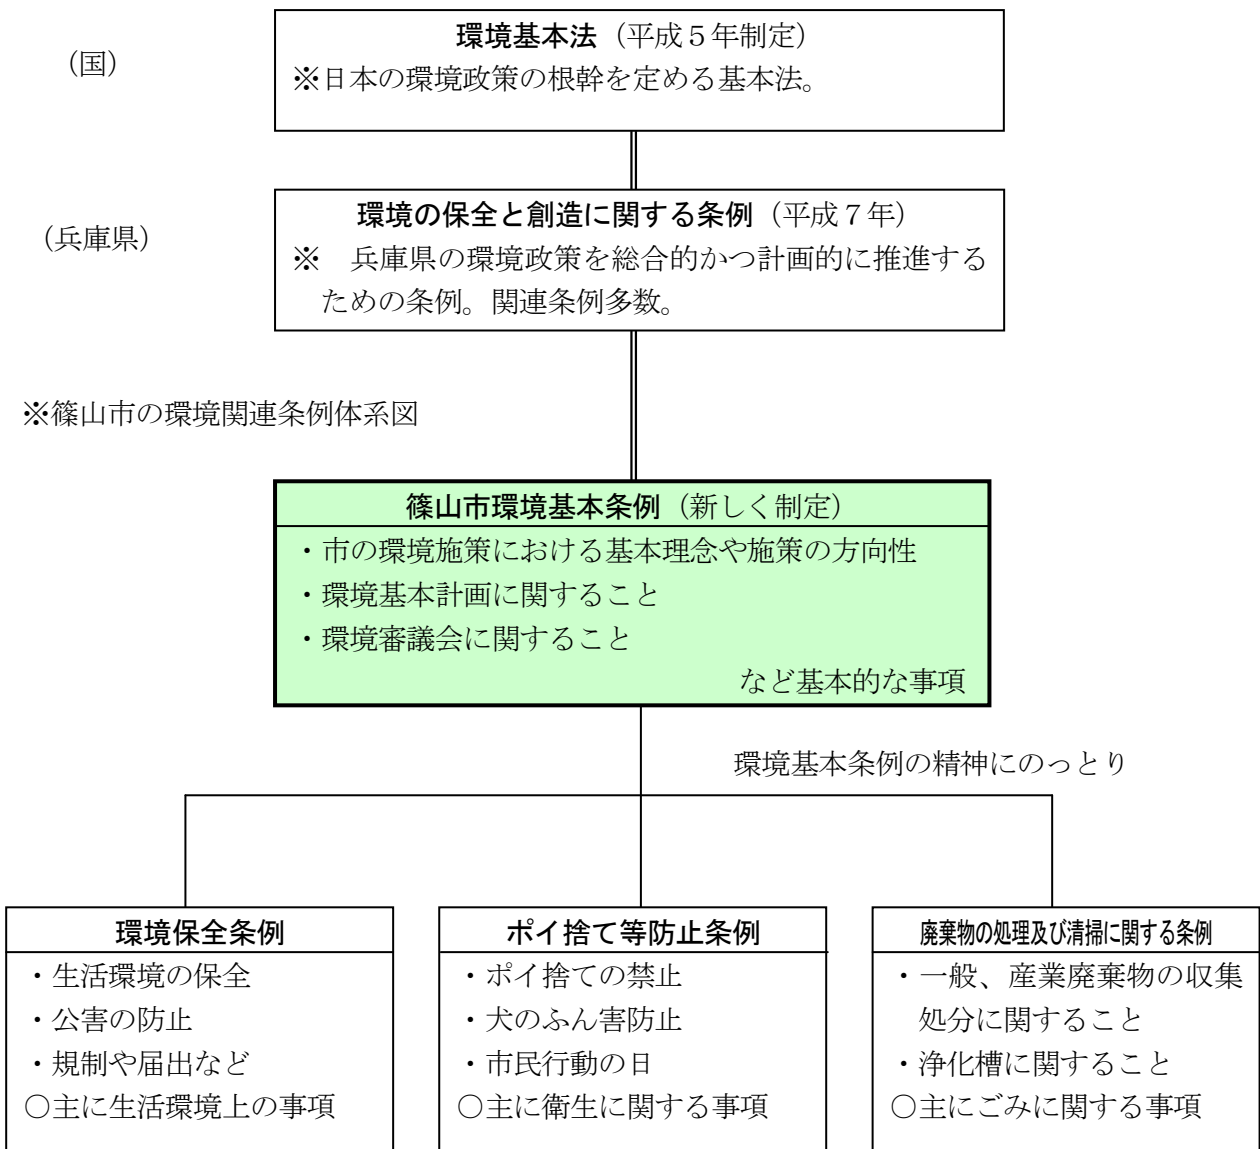 環境基本法（平成５年制定）
（国）
※日本の環境政策の根幹を定める基本法。
環境の保全と創造に関する条例（平成７年）
（兵庫県）
※　兵庫県の環境政策を総合的かつ計画的に推進する
ための条例。関連条例多数。
※篠山市の環境関連条例体系図
篠山市環境基本条例（新しく制定）
・市の環境施策における基本理念や施策の方向性
・環境基本計画に関すること
・環境審議会に関すること
など基本的な事項
環境基本条例の精神にのっとり
環境保全条例
・生活環境の保全
・公害の防止
・規制や届出など
○主に生活環境上の事項
ポイ捨て等防止条例
・ポイ捨ての禁止
・犬のふん害防止
・市民行動の日
○主に衛生に関する事項
廃棄物の処理及び清掃に関する条例
・一般、産業廃棄物の収集
処分に関すること
・浄化槽に関すること
○主にごみに関する事項